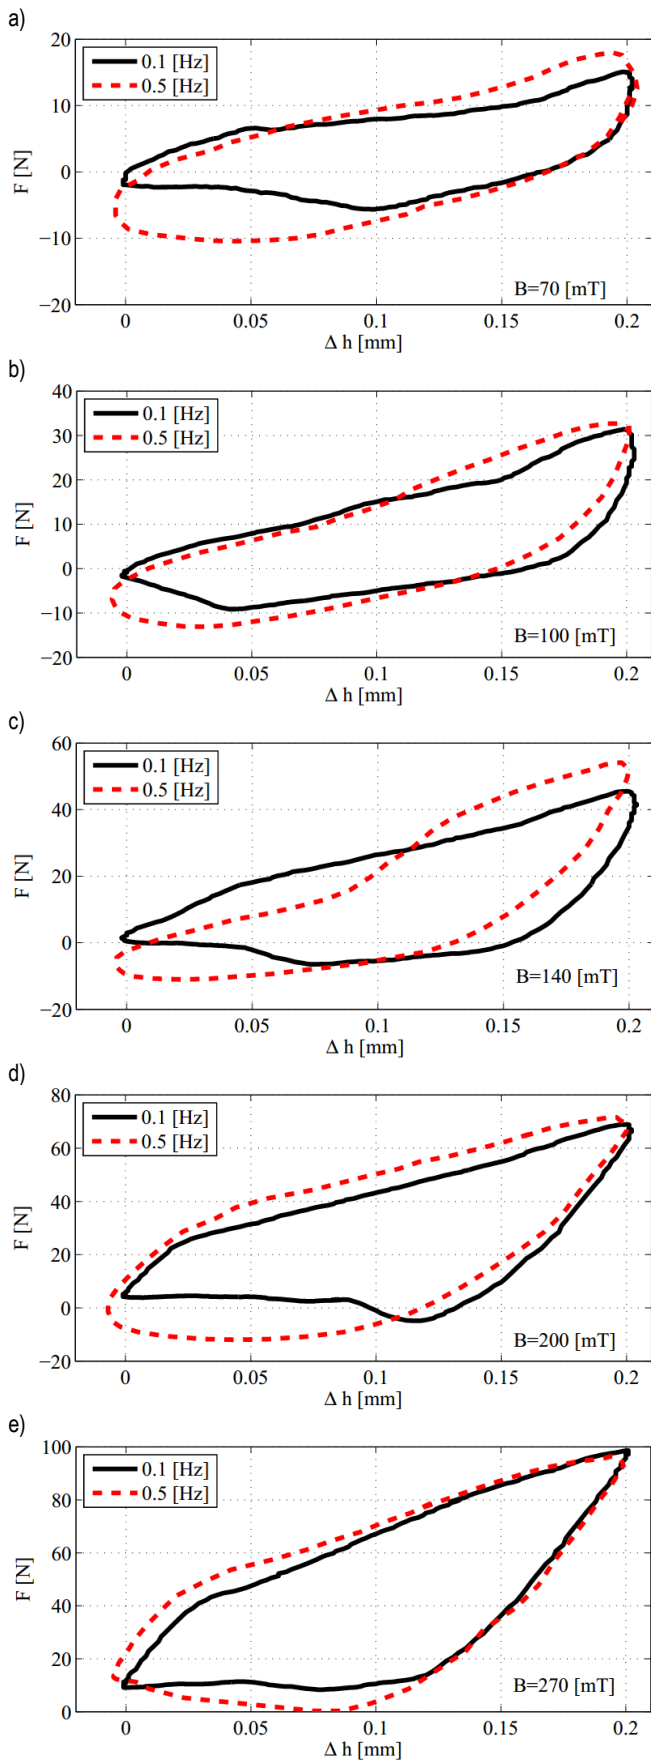 a)
20
10
0
−10
−20
F [N]
0.1 [Hz]
0.5 [Hz]
B=70 [mT]
0 0.05 0.1 0.15 0.2
Δ h [mm]
b)
40
30
20
10
0
−10
−20
F [N]
0.1 [Hz]
0.5 [Hz]
B=100 [mT]
0 0.05 0.1 0.15 0.2
Δ h [mm]
c)
60
40
20
0
−20
F [N]
0.1 [Hz]
0.5 [Hz]
B=140 [mT]
0 0.05 0.1 0.15 0.2
Δ h [mm]
d)
80
60
40
20
0
−20
F [N]
0.1 [Hz]
0.5 [Hz]
B=200 [mT]
0 0.05 0.1 0.15 0.2
Δ h [mm]
e)
100
80
60
40
20
0
F [N]
0.1 [Hz]
0.5 [Hz]
B=270 [mT]
0 0.05 0.1 0.15 0.2
Δ h [mm]